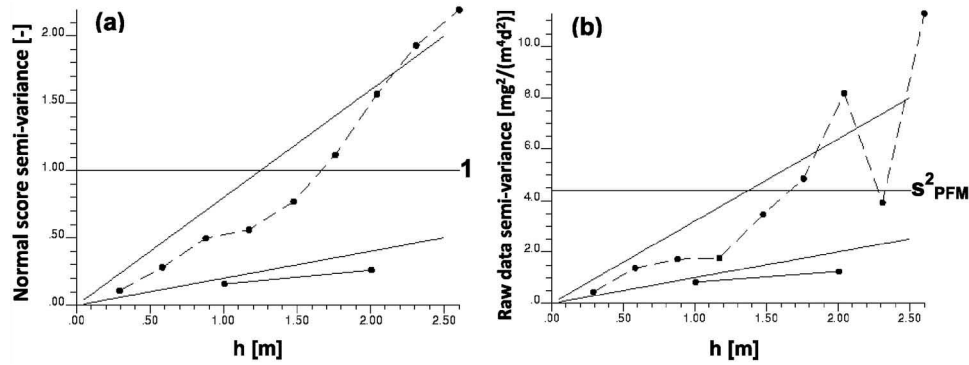 (a)
Normal score semi-variance [-]
2.00
1.50
1.00
.50
.00
1
.00 .50 1.00 1.50 2.00 2.50
h [m]
(b)
Raw data semi-variance [mg²/(m⁴d²)]
10.0
8.0
6.0
4.0
2.0
.0
s²PFM
.00 .50 1.00 1.50 2.00 2.50
h [m]